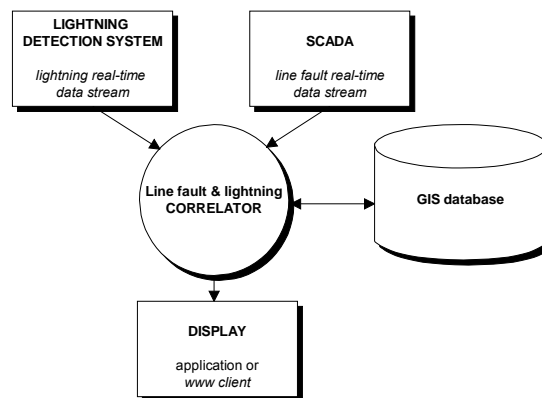 LIGHTNING
DETECTION SYSTEM
lightning real-time
data stream
SCADA
line fault real-time
data stream
Line fault & lightning
CORRELATOR
GIS database
DISPLAY
application or
www client